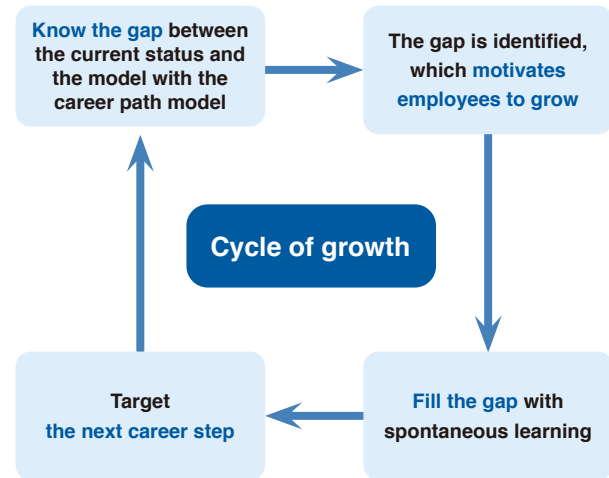 Know the gap between
the current status and
the model with the
career path model
The gap is identified,
which motivates
employees to grow
Cycle of growth
Target
the next career step
Fill the gap with
spontaneous learning